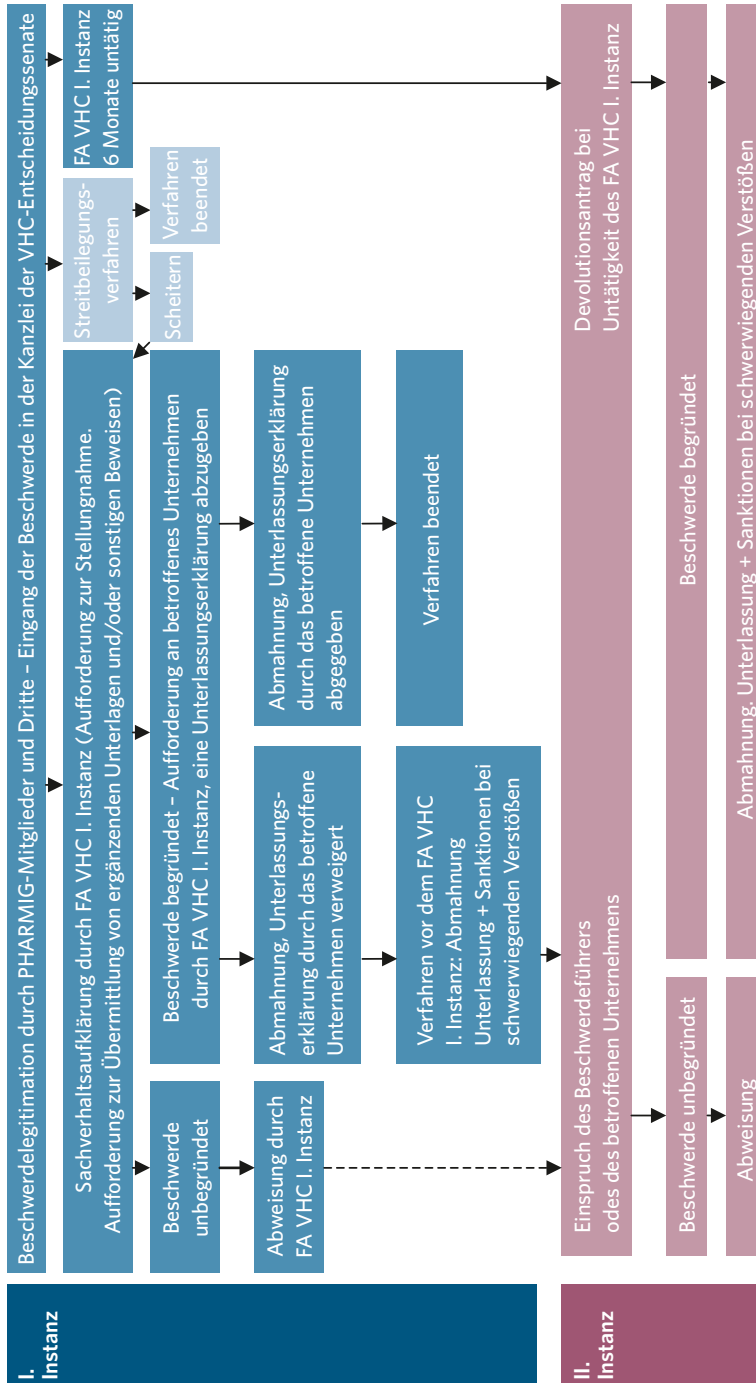 I.
Instanz
Beschwerdelegitimation durch PHARMIG-Mitglieder und Dritte – Eingang der Beschwerde in der Kanzlei der VHC-Entscheidungssenate
Sachverhaltsaufklärung durch FA VHC I. Instanz (Aufforderung zur Stellungnahme.
Aufforderung zur Übermittlung von ergänzenden Unterlagen und/oder sonstigen Beweisen)
Streitbeilegungs-
verfahren
FA VHC I. Instanz
6 Monate untätig
Beschwerde
unbegründet
Beschwerde begründet – Aufforderung an betroffenes Unternehmen
durch FA VHC I. Instanz, eine Unterlassungserklärung abzugeben
Scheitern
Verfahren
beendet
Abweisung durch
FA VHC I. Instanz
Abmahnung, Unterlassungs-
erklärung durch das betroffene
Unternehmen verweigert
Abmahnung, Unterlassungserklärung
durch das betroffene Unternehmen
abgegeben
Verfahren vor dem FA VHC
I. Instanz: Abmahnung
Unterlassung + Sanktionen bei
schwerwiegenden Verstößen
Verfahren beendet
II.
Instanz
Einspruch des Beschwerdeführers
odes des betroffenen Unternehmens
Devolutionsantrag bei
Untätigkeit des FA VHC I. Instanz
Beschwerde unbegründet
Beschwerde begründet
Abweisung
Abmahnung, Unterlassung + Sanktionen bei schwerwiegenden Verstößen